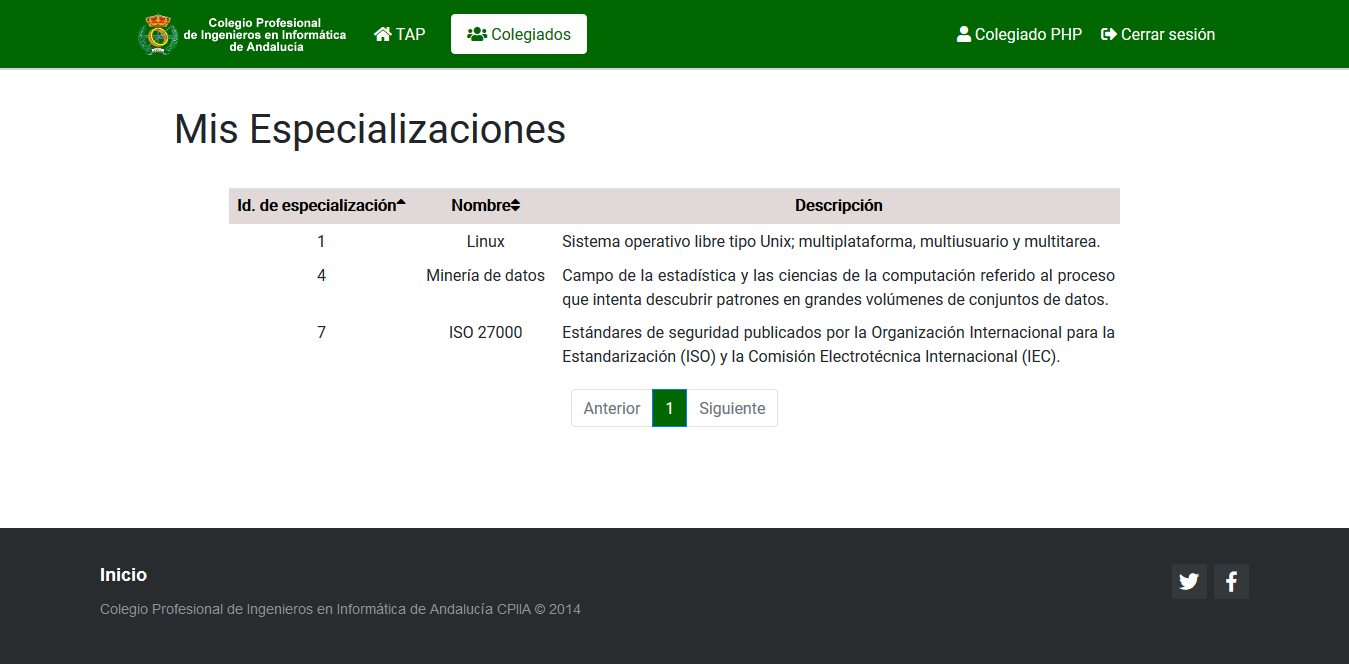 Colegio Profesional
de Ingenieros en Informática
de Andalucía
TAP
Colegiados
Colegiado PHP
Cerrar sesión
Mis Especializaciones
Id. de especialización Nombre Descripción
1 Linux Sistema operativo libre tipo Unix; multiplataforma, multiusuario y multitarea.
4 Minería de datos Campo de la estadística y las ciencias de la computación referido al proceso
que intenta descubrir patrones en grandes volúmenes de conjuntos de datos.
7 ISO 27000 Estándares de seguridad publicados por la Organización Internacional para la
Estandarización (ISO) y la Comisión Electrotécnica Internacional (IEC).
Anterior 1 Siguiente
Inicio
Colegio Profesional de Ingenieros en Informática de Andalucía CPIIA © 2014